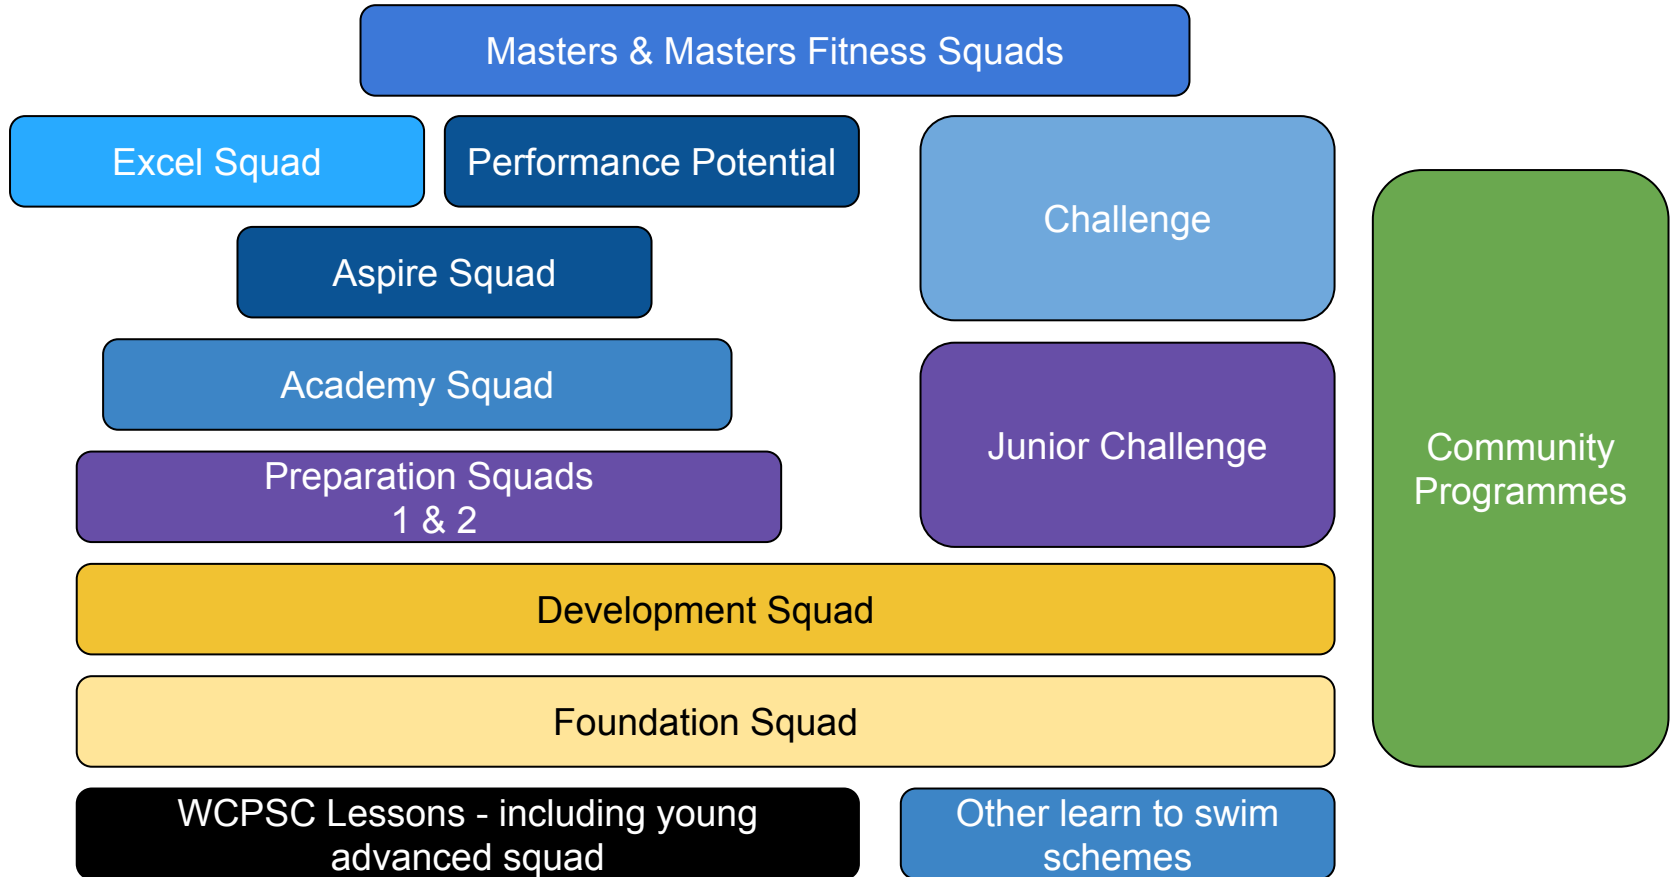 Masters & Masters Fitness Squads
Excel Squad
Performance Potential
Challenge
Aspire Squad
Academy Squad
Junior Challenge
Community
Programmes
Preparation Squads
1 & 2
Development Squad
Foundation Squad
WCPSC Lessons - including young
advanced squad
Other learn to swim
schemes